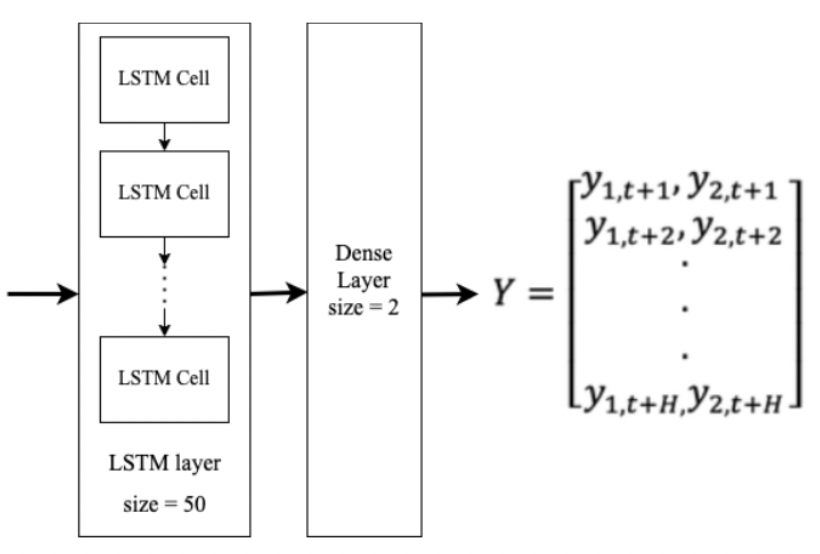 LSTM Cell
LSTM Cell
LSTM Cell
LSTM layer
size = 50
Dense
Layer
size = 2
Y =
y1,t+1, y2,t+1
y1,t+2, y2,t+2
.
.
.
y1,t+H, y2,t+H